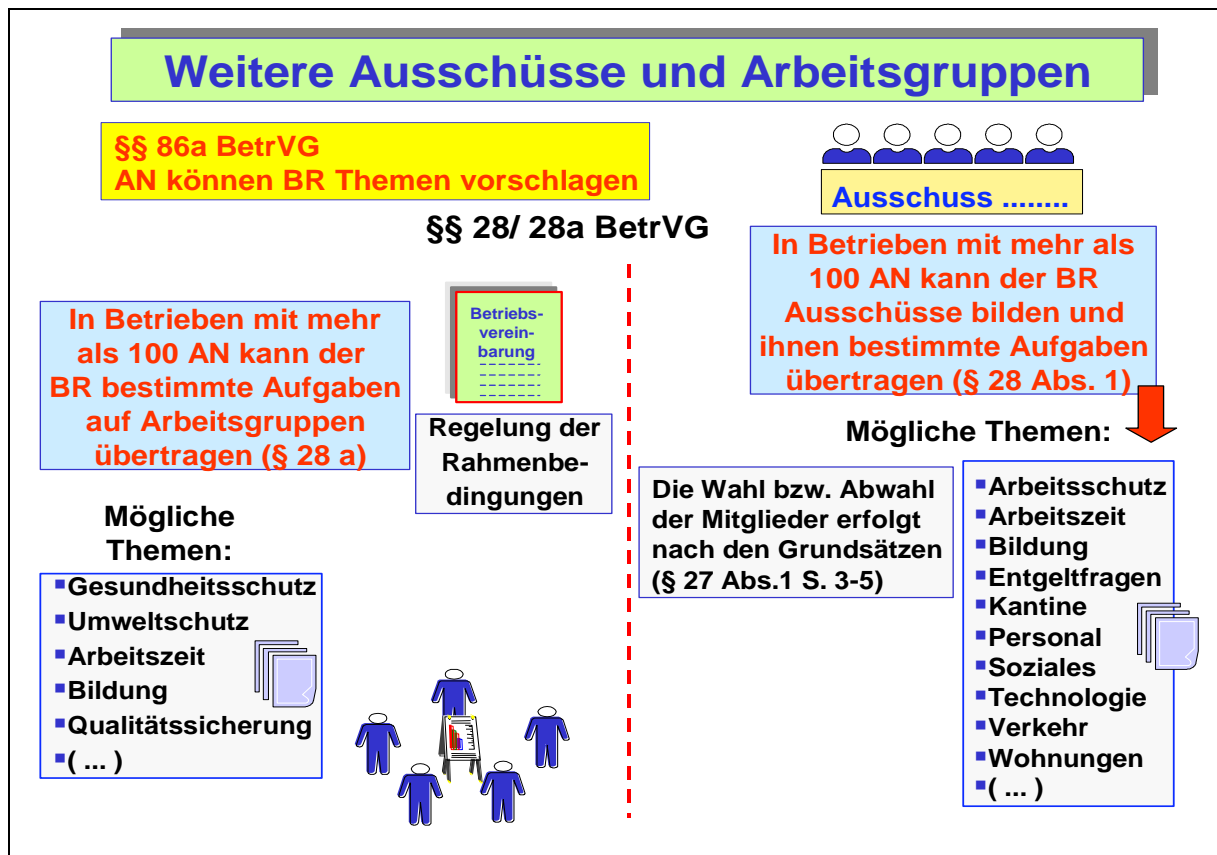 Weitere Ausschüsse und Arbeitsgruppen
§§ 86a BetrVG
AN können BR Themen vorschlagen
Ausschuss ........
§§ 28/ 28a BetrVG
In Betrieben mit mehr
als 100 AN kann der
BR bestimmte Aufgaben
auf Arbeitsgruppen
übertragen (§ 28 a)
Betriebs-
verein-
barung
Regelung der
Rahmenbe-
dingungen
Mögliche
Themen:
▪Gesundheitsschutz
▪Umweltschutz
▪Arbeitszeit
▪Bildung
▪Qualitätssicherung
▪( ... )
In Betrieben mit mehr als
100 AN kann der BR
Ausschüsse bilden und
ihnen bestimmte Aufgaben
übertragen (§ 28 Abs. 1)
Mögliche Themen:
Die Wahl bzw. Abwahl
der Mitglieder erfolgt
nach den Grundsätzen
(§ 27 Abs.1 S. 3-5)
▪Arbeitsschutz
▪Arbeitszeit
▪Bildung
▪Entgeltfragen
▪Kantine
▪Personal
▪Soziales
▪Technologie
▪Verkehr
▪Wohnungen
▪( ... )